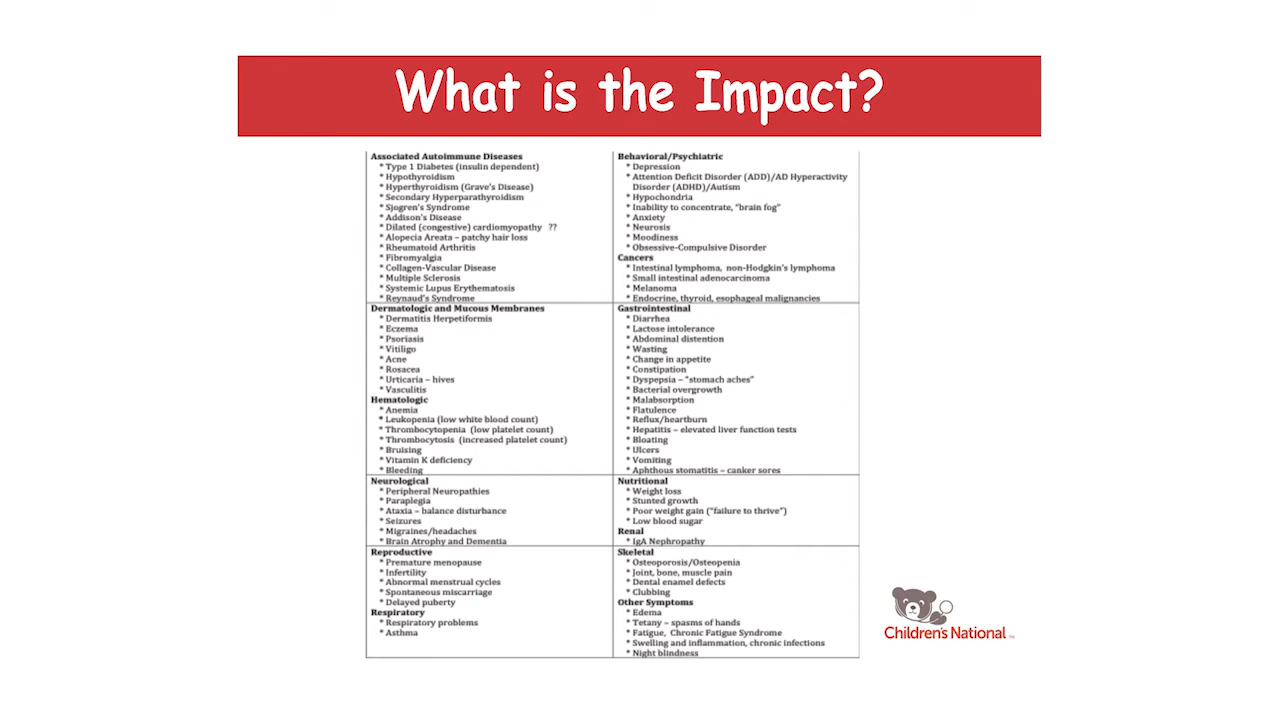 What is the Impact?
Associated Autoimmune Diseases
* Type 1 Diabetes (insulin dependent)
* Hypothyroidism
* Hyperthyroidism (Grave's Disease)
* Secondary Hyperparathyroidism
* Sjogren's Syndrome
* Addison's Disease
* Dilated (congestive) cardiomyopathy ??
* Alopecia Areata – patchy hair loss
* Rheumatoid Arthritis
* Fibromyalgia
* Collagen-Vascular Disease
* Multiple Sclerosis
* Systemic Lupus Erythematosis
* Reynaud's Syndrome
Behavioral/Psychiatric
* Depression
* Attention Deficit Disorder (ADD)/AD Hyperactivity
Disorder (ADHD)/Autism
* Hypochondria
* Inability to concentrate, "brain fog"
* Anxiety
* Neurosis
* Moodiness
* Obsessive-Compulsive Disorder
Cancers
* Intestinal lymphoma, non-Hodgkin's lymphoma
* Small intestinal adenocarcinoma
* Melanoma
* Endocrine, thyroid, esophageal malignancies
Dermatologic and Mucous Membranes
* Dermatitis Herpetiformis
* Eczema
* Psoriasis
* Vitiligo
* Acne
* Rosacea
* Urticaria – hives
* Vasculitis
Hematologic
* Anemia
* Leukopenia (low white blood count)
* Thrombocytopenia (low platelet count)
* Thrombocytosis (increased platelet count)
* Bruising
* Vitamin K deficiency
* Bleeding
Gastrointestinal
* Diarrhea
* Lactose intolerance
* Abdominal distention
* Wasting
* Change in appetite
* Constipation
* Dyspepsia – "stomach aches"
* Bacterial overgrowth
* Malabsorption
* Flatulence
* Reflux/heartburn
* Hepatitis – elevated liver function tests
* Bloating
* Ulcers
* Vomiting
* Aphthous stomatitis – canker sores
Neurological
* Peripheral Neuropathies
* Paraplegia
* Ataxia – balance disturbance
* Seizures
* Migraines/headaches
* Brain Atrophy and Dementia
Nutritional
* Weight loss
* Stunted growth
* Poor weight gain ("failure to thrive")
* Low blood sugar
Renal
* IgA Nephropathy
Reproductive
* Premature menopause
* Infertility
* Abnormal menstrual cycles
* Spontaneous miscarriage
* Delayed puberty
Respiratory
* Respiratory problems
* Asthma
Skeletal
* Osteoporosis/Osteopenia
* Joint, bone, muscle pain
* Dental enamel defects
* Clubbing
Other Symptoms
* Edema
* Tetany – spasms of hands
* Fatigue, Chronic Fatigue Syndrome
* Swelling and inflammation, chronic infections
* Night blindness
Children's National